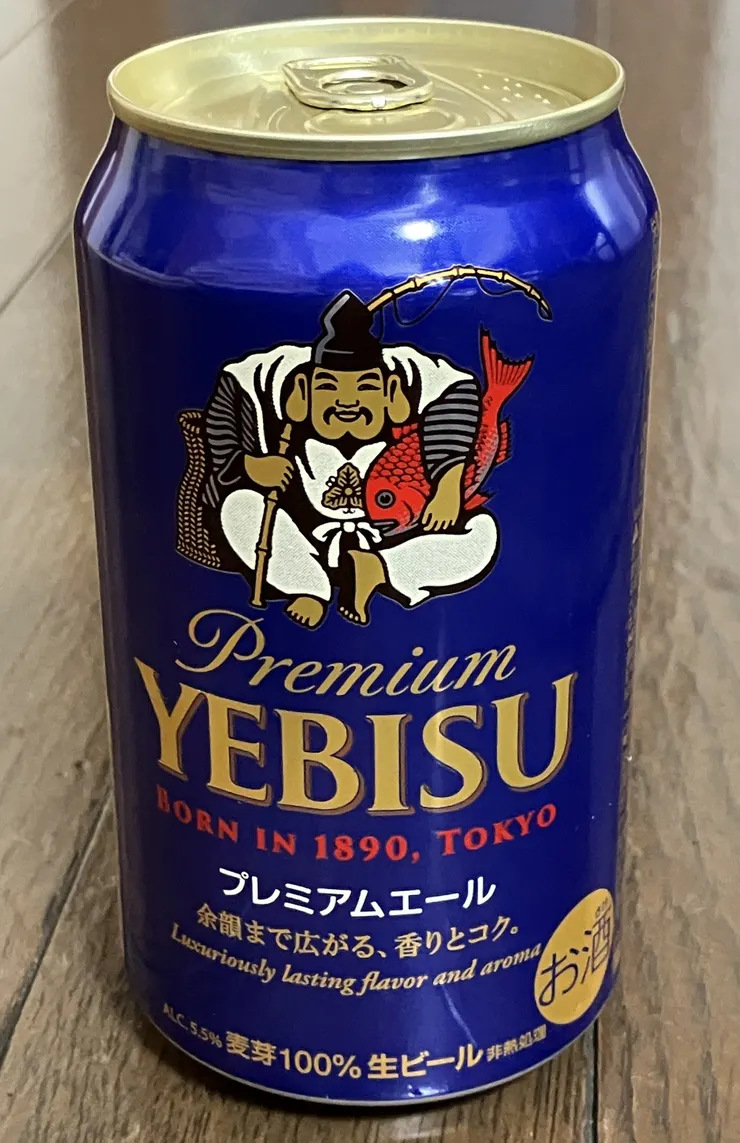 Premium
YEBISU
BORN IN 1890, TOKYO
プレミアムエール
余韻まで広がる、香りとコク。
Luxuriously lasting flavor and aroma
お酒
ALC. 5.5% 麦芽100% 生ビール 非熱処理